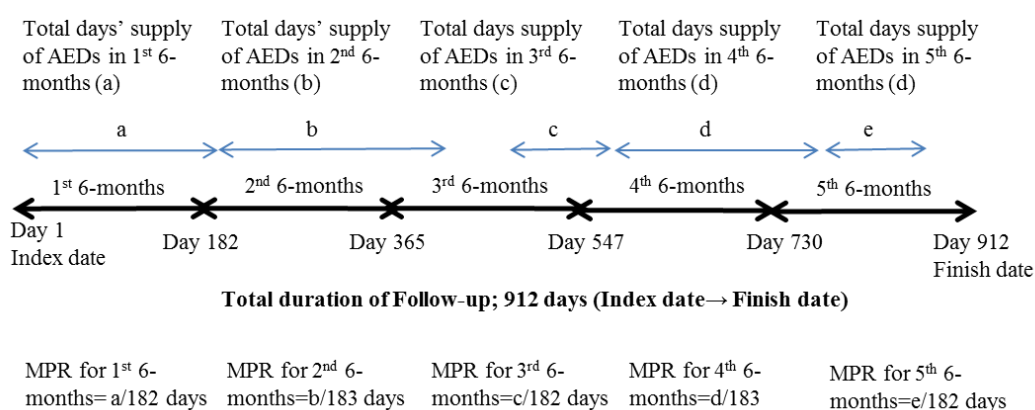 Total days’ supply
of AEDs in 1st 6-
months (a)
Total days’ supply
of AEDs in 2nd 6-
months (b)
Total days supply
of AEDs in 3rd 6-
months (c)
Total days supply
of AEDs in 4th 6-
months (d)
Total days supply
of AEDs in 5th 6-
months (d)
a
b
c
d
e
1st 6-months
2nd 6-months
3rd 6-months
4th 6-months
5th 6-months
Day 1
Index date
Day 182
Day 365
Day 547
Day 730
Day 912
Finish date
Total duration of Follow-up; 912 days (Index date→ Finish date)
MPR for 1st 6-
months= a/182 days
MPR for 2nd 6-
months=b/183 days
MPR for 3rd 6-
months=c/182 days
MPR for 4th 6-
months=d/183
MPR for 5th 6-
months=e/182 days